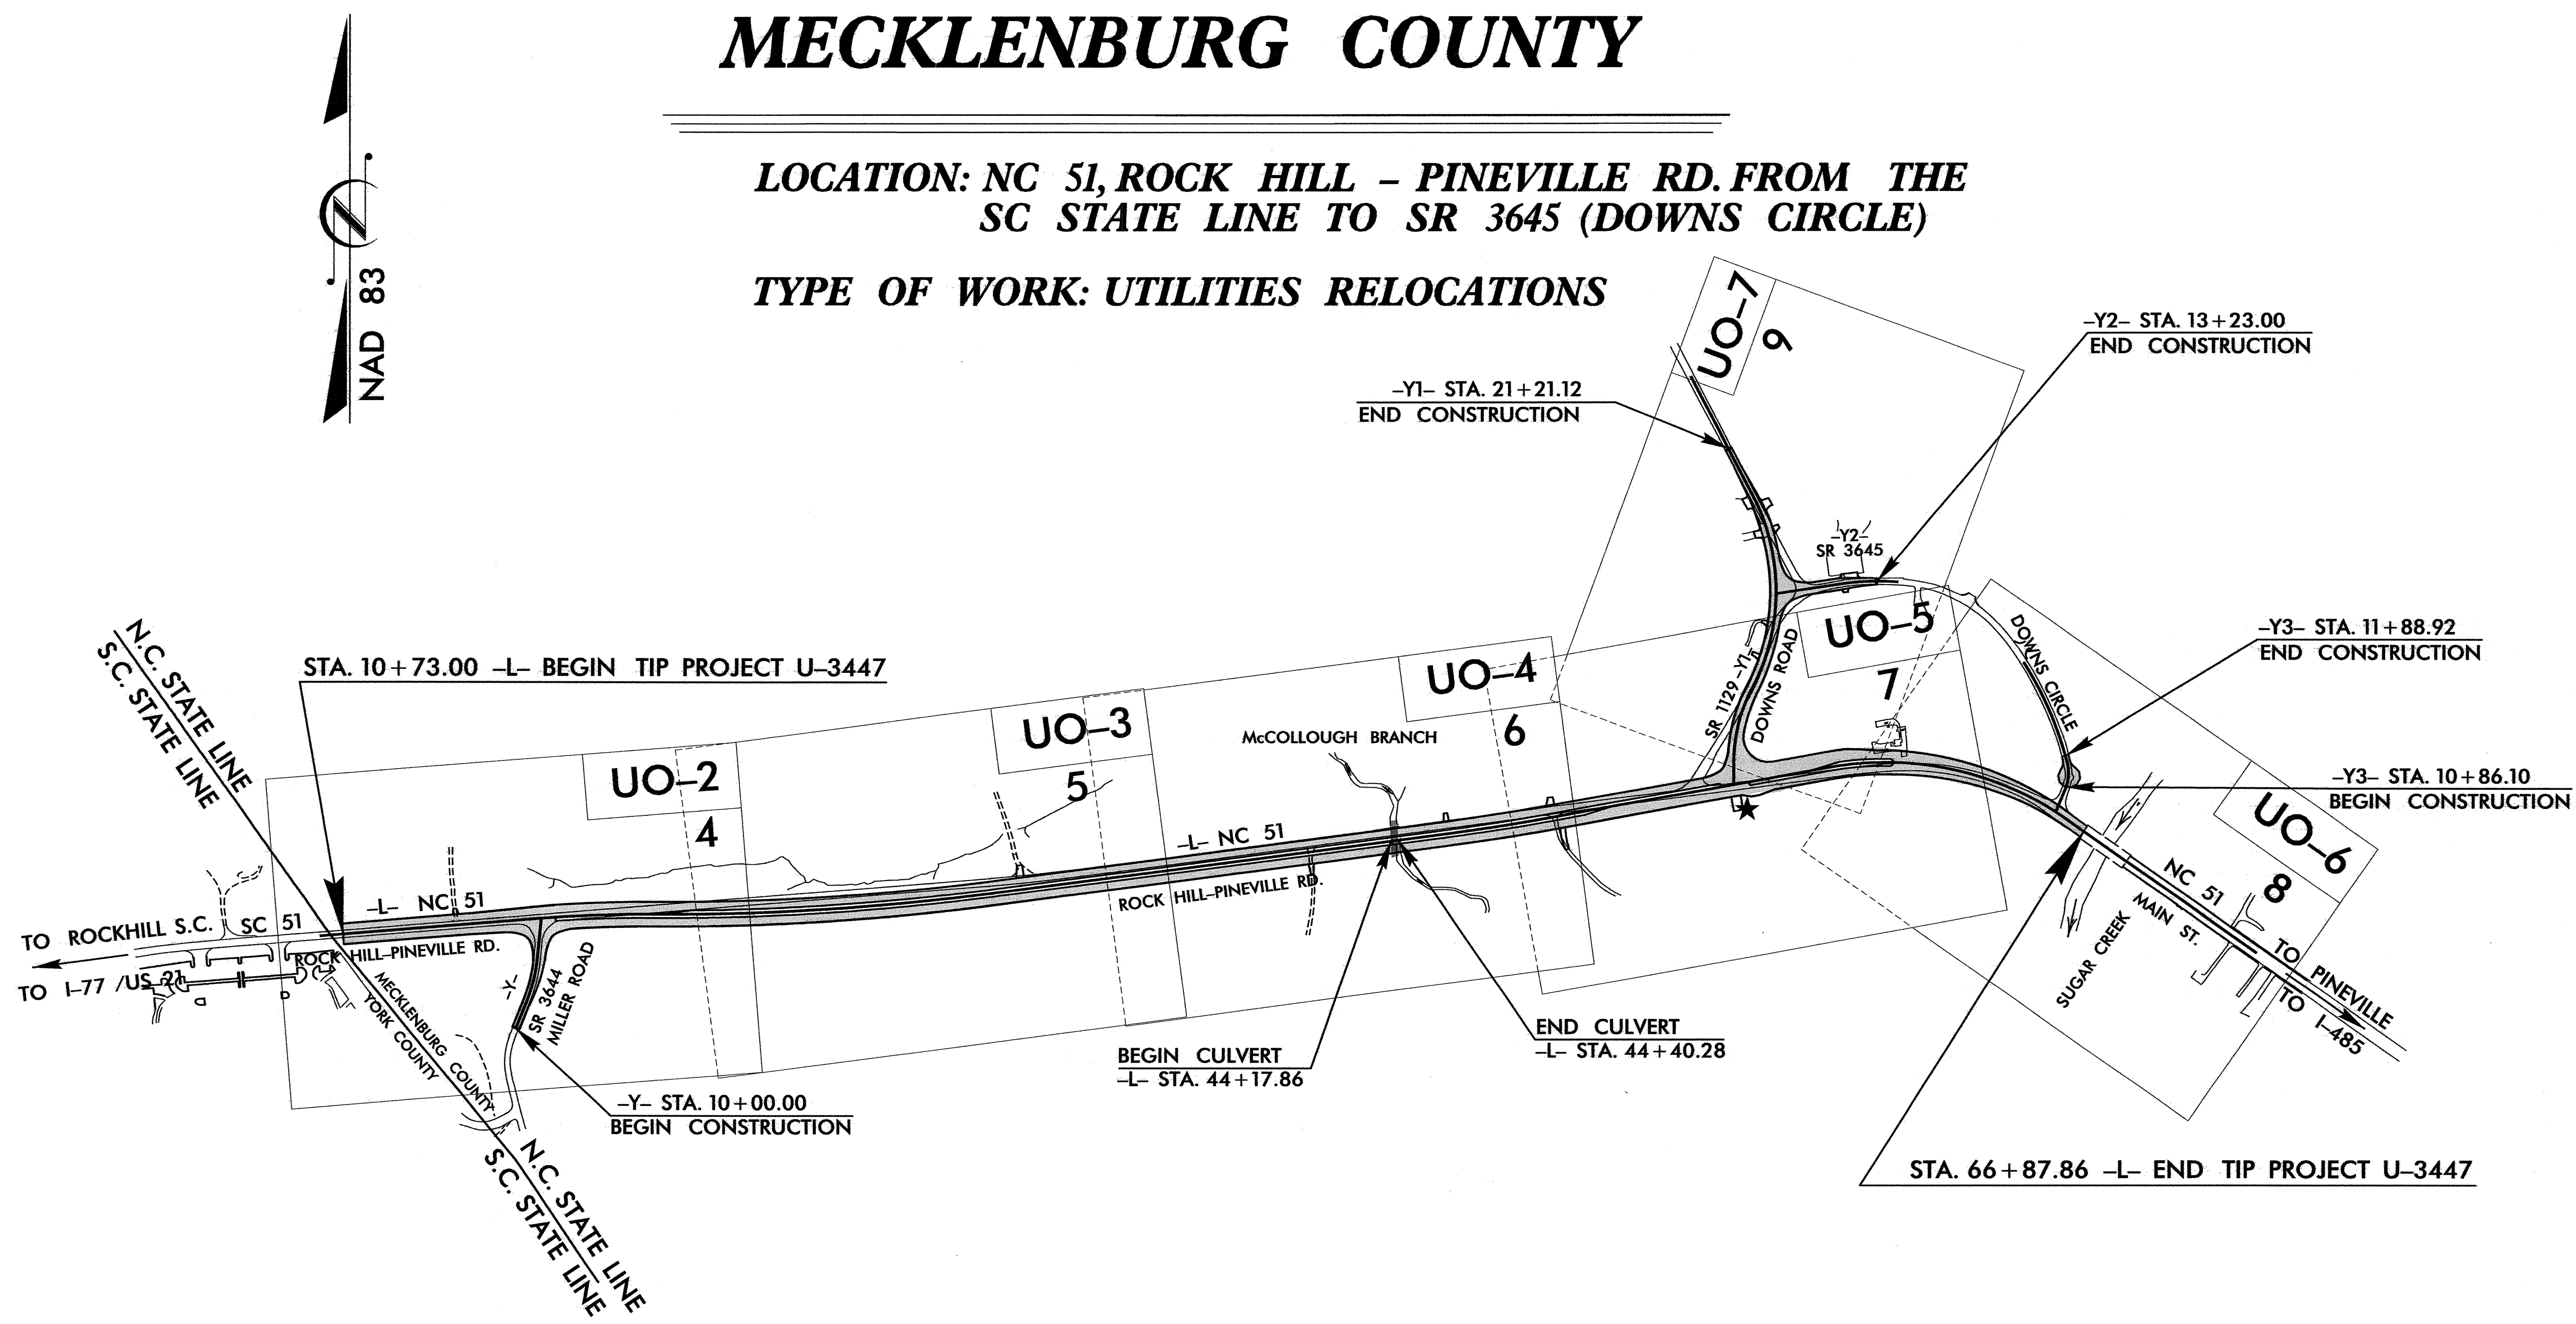 MECKLENBURG COUNTY
LOCATION: NC 51, ROCK HILL – PINEVILLE RD. FROM THE
SC STATE LINE TO SR 3645 (DOWNS CIRCLE)
TYPE OF WORK: UTILITIES RELOCATIONS
N
NAD 83
UO–7
9
–Y2– STA. 13+23.00
END CONSTRUCTION
–Y1– STA. 21+21.12
END CONSTRUCTION
–Y2–
SR 3645
UO–5
7
DOWNS CIRCLE
–Y3– STA. 11+88.92
END CONSTRUCTION
–Y3– STA. 10+86.10
BEGIN CONSTRUCTION
SR 1129 –Y1–
DOWNS ROAD
N.C. STATE LINE
S.C. STATE LINE
STA. 10+73.00 –L– BEGIN TIP PROJECT U–3447
UO–2
4
UO–3
5
UO–4
6
McCOLLOUGH BRANCH
UO–6
8
–L– NC 51
–L– NC 51
ROCK HILL–PINEVILLE RD.
TO ROCKHILL S.C.
SC 51
ROCK HILL–PINEVILLE RD.
TO I–77 /US 21
MECKLENBURG COUNTY
YORK COUNTY
–Y–
SR 3644
MILLER ROAD
NC 51
MAIN ST.
SUGAR CREEK
TO PINEVILLE
TO I–485
BEGIN CULVERT
–L– STA. 44+17.86
END CULVERT
–L– STA. 44+40.28
–Y– STA. 10+00.00
BEGIN CONSTRUCTION
STA. 66+87.86 –L– END TIP PROJECT U–3447
N.C. STATE LINE
S.C. STATE LINE